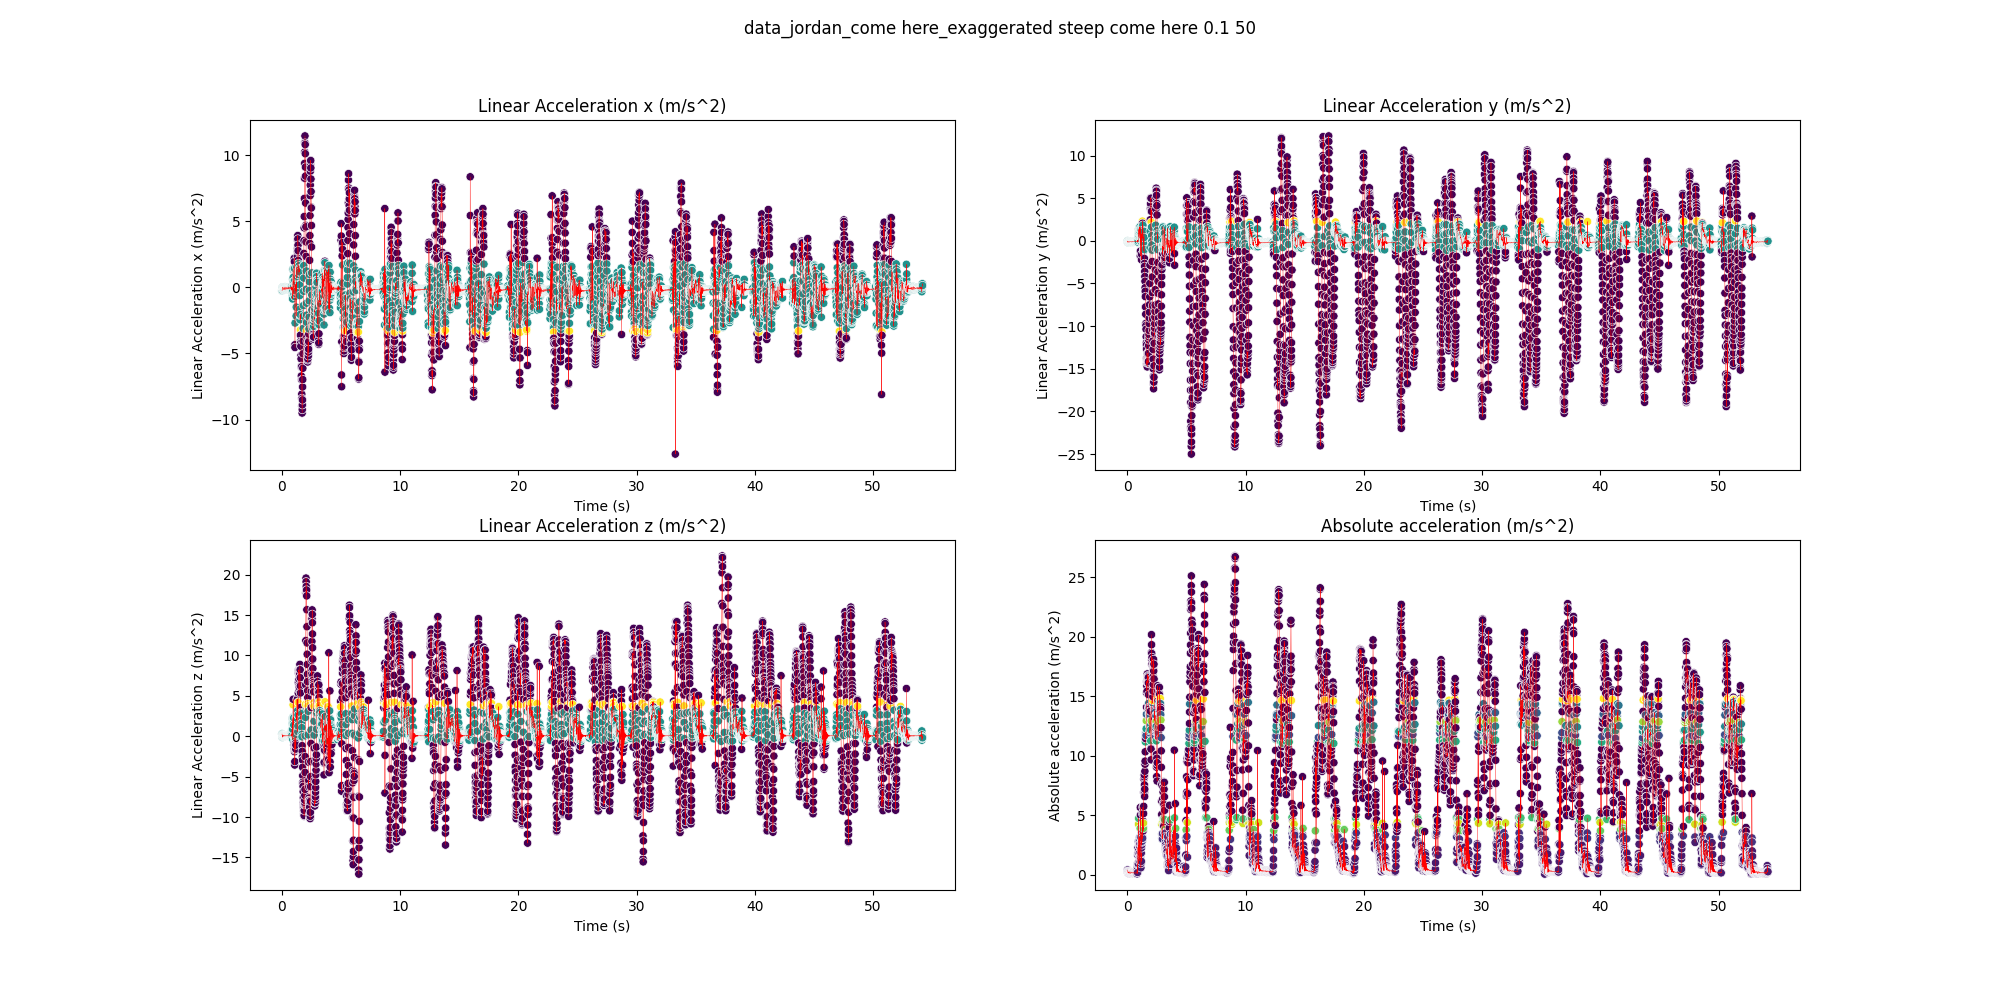 data_jordan_come here_exaggerated steep come here 0.1 50
Linear Acceleration x (m/s^2)
Linear Acceleration x (m/s^2)
10
5
0
−5
−10
0 10 20 30 40 50
Time (s)
Linear Acceleration y (m/s^2)
Linear Acceleration y (m/s^2)
10
5
0
−5
−10
−15
−20
−25
0 10 20 30 40 50
Time (s)
Linear Acceleration z (m/s^2)
Linear Acceleration z (m/s^2)
20
15
10
5
0
−5
−10
−15
0 10 20 30 40 50
Time (s)
Absolute acceleration (m/s^2)
Absolute acceleration (m/s^2)
25
20
15
10
5
0
0 10 20 30 40 50
Time (s)